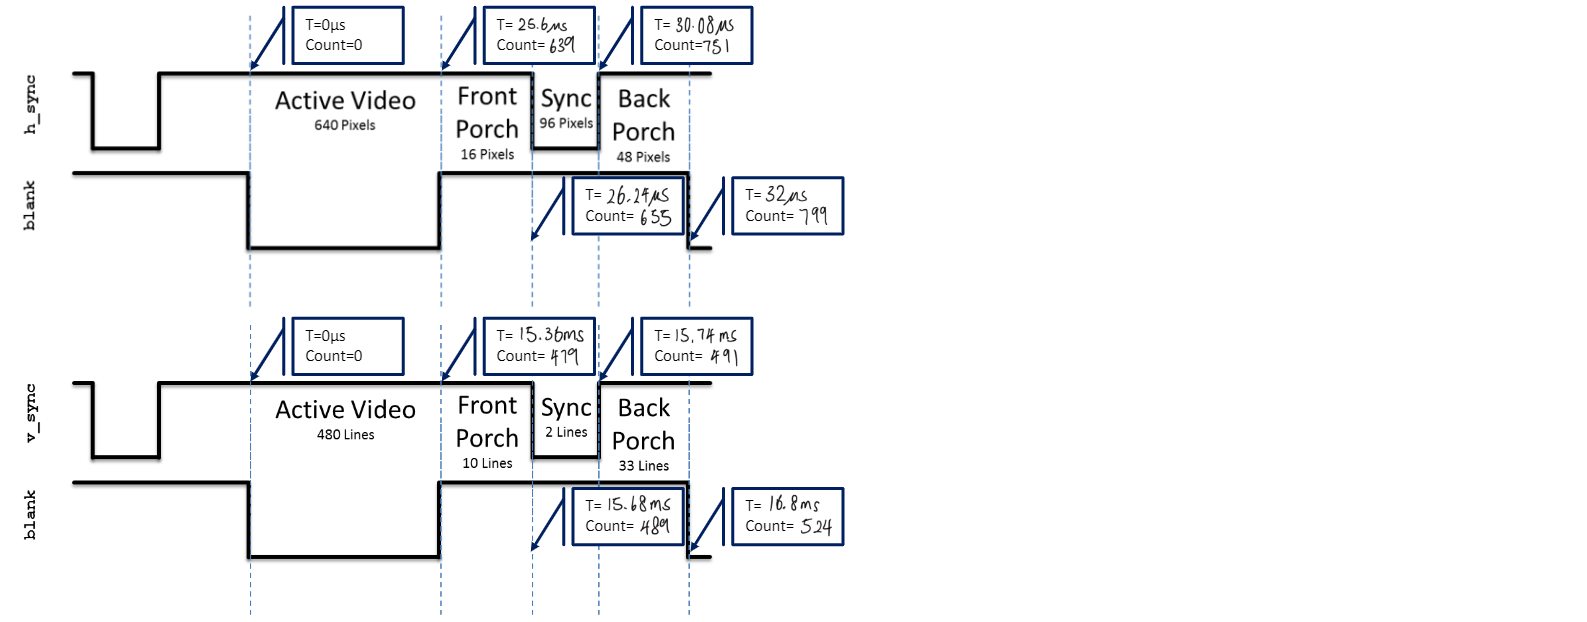 T=0µs
Count=0
T= 25.6µs
Count= 639
T= 30.08µs
Count=751
h_sync
Active Video
640 Pixels
Front
Porch
16 Pixels
Sync
96 Pixels
Back
Porch
48 Pixels
blank
T= 26.24µs
Count= 655
T= 32µs
Count= 799
T=0µs
Count=0
T= 15.36ms
Count= 479
T= 15.74ms
Count= 491
v_sync
Active Video
480 Lines
Front
Porch
10 Lines
Sync
2 Lines
Back
Porch
33 Lines
blank
T= 15.68ms
Count= 489
T= 16.8ms
Count= 524